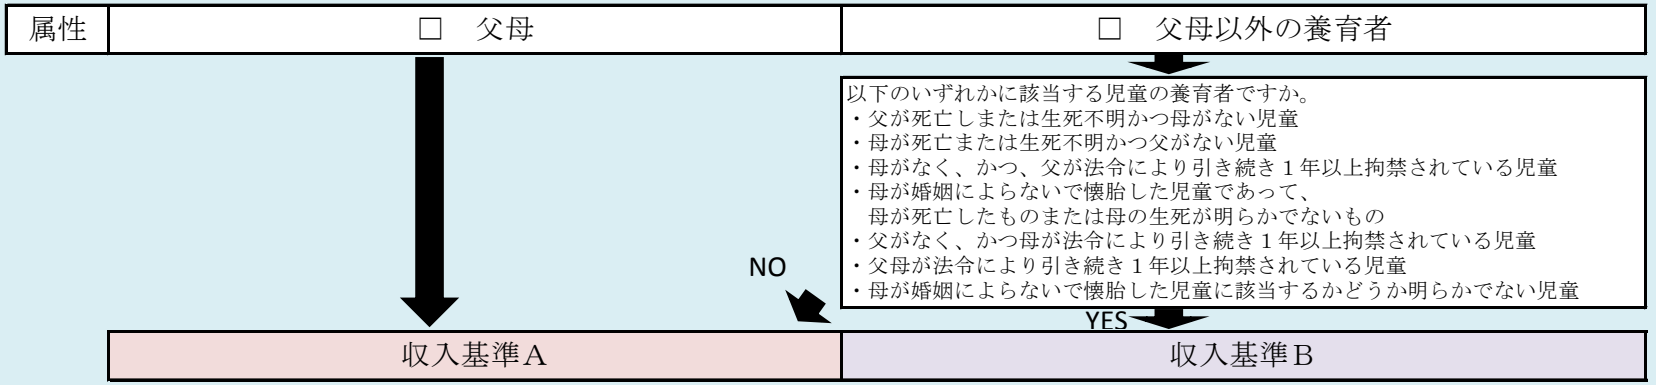 属性
□　父母
□　父母以外の養育者
以下のいずれかに該当する児童の養育者ですか。
・父が死亡しまたは生死不明かつ母がない児童
・母が死亡または生死不明かつ父がない児童
・母がなく、かつ、父が法令により引き続き１年以上拘禁されている児童
・母が婚姻によらないで懐胎した児童であって、
　母が死亡したものまたは母の生死が明らかでないもの
・父がなく、かつ母が法令により引き続き１年以上拘禁されている児童
・父母が法令により引き続き１年以上拘禁されている児童
・母が婚姻によらないで懐胎した児童に該当するかどうか明らかでない児童
NO
YES
収入基準Ａ
収入基準Ｂ